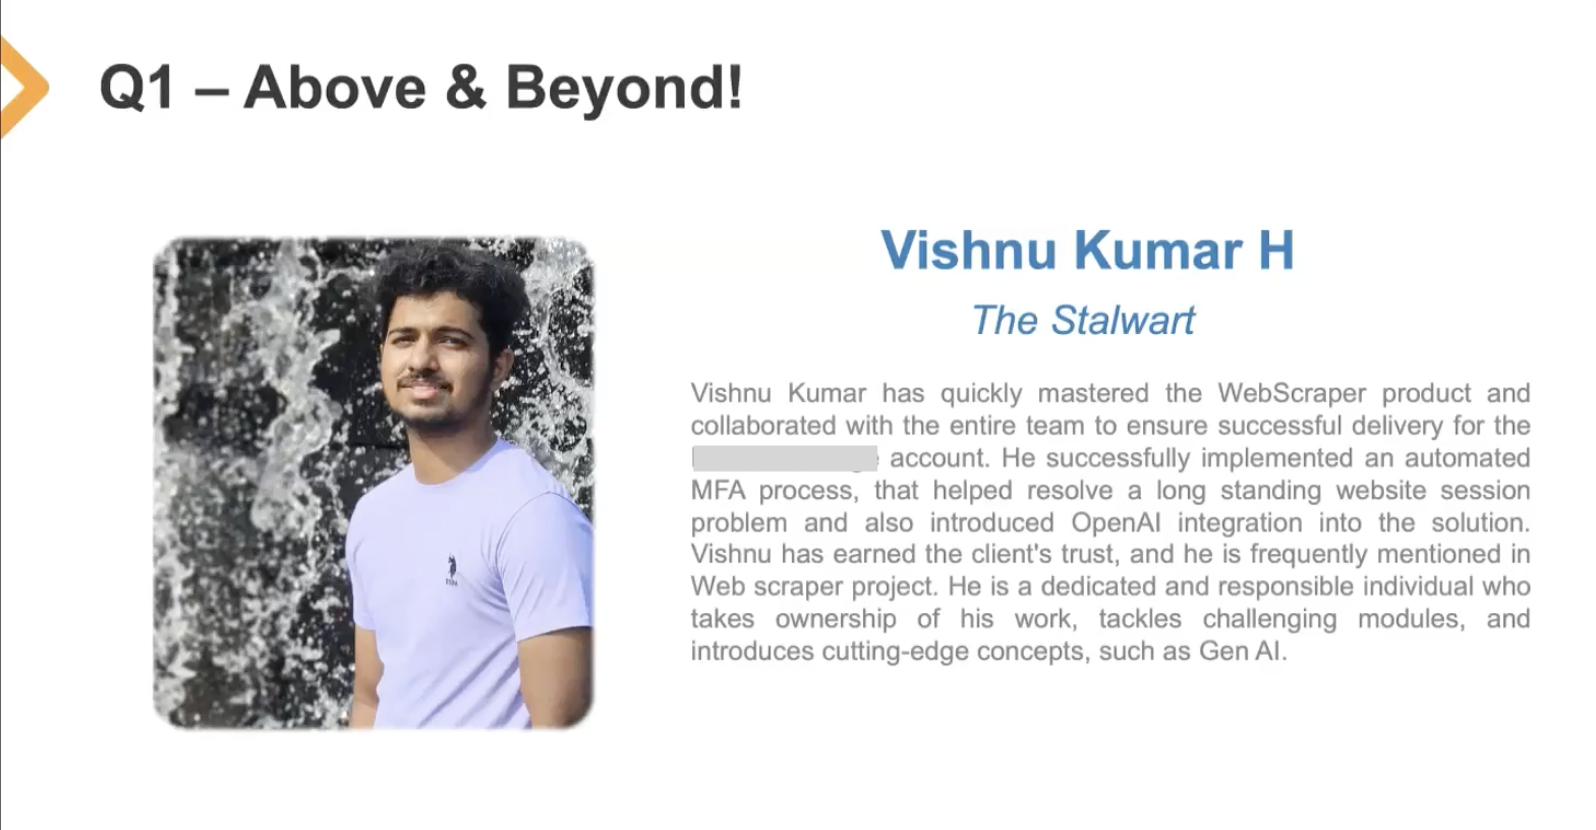 Q1 – Above & Beyond!
Vishnu Kumar H
The Stalwart
Vishnu Kumar has quickly mastered the WebScraper product and
collaborated with the entire team to ensure successful delivery for the
account. He successfully implemented an automated
MFA process, that helped resolve a long standing website session
problem and also introduced OpenAI integration into the solution.
Vishnu has earned the client's trust, and he is frequently mentioned in
Web scraper project. He is a dedicated and responsible individual who
takes ownership of his work, tackles challenging modules, and
introduces cutting-edge concepts, such as Gen AI.